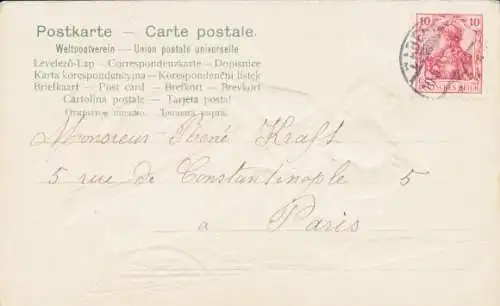 Postkarte – Carte postale.
Weltpostverein — Union postale universelle
Levelező-Lap — Correspondenzkarte — Dopisnice
Karta korespondencyjna — Korespondenční lístek
Briefkaart — Post card — Brefkort — Brevkort
Cartolina postale — Tarjeta postal
10 10
DEUTSCHES REICH
Monsieur René Kraft
5 rue de Constantinople 5
a Paris